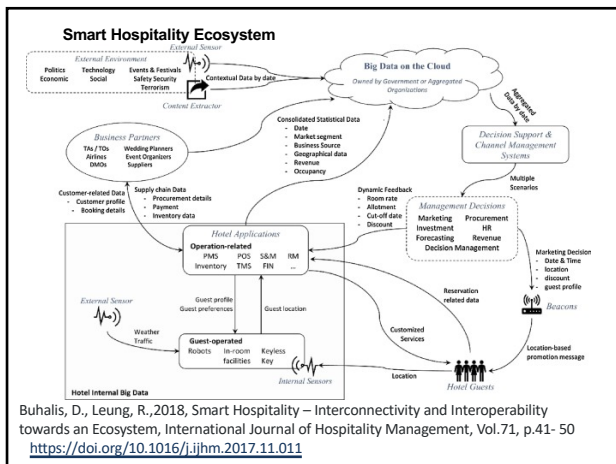 Smart Hospitality Ecosystem
External Environment
Politics Technology Events & Festivals
Economic Social Safety Security
Terrorism
External Sensor
Content Extractor
Contextual Data by date
Big Data on the Cloud
Owned by Government or Aggregated
Organizations
Aggregated
Data by date
Business Partners
TAs / TOs Wedding Planners
Airlines Event Organizers
DMOs Suppliers
Consolidated Statistical Data
- Date
- Market segment
- Business Source
- Geographical data
- Revenue
- Occupancy
Decision Support &
Channel Management
Systems
Multiple
Scenarios
Customer-related Data
- Customer profile
- Booking details
Supply chain Data
- Procurement details
- Payment
- Inventory data
Dynamic Feedback
- Room rate
- Allotment
- Cut-off date
- Discount
Management Decisions
Marketing Procurement
Investment HR
Forecasting Revenue
Decision Management
Hotel Applications
Operation-related
PMS POS S&M RM
Inventory TMS FIN ...
Marketing Decision
- Date & Time
- location
- discount
- guest profile
Beacons
External Sensor
Weather
Traffic
Guest profile
Guest preferences
Guest location
Reservation
related data
Customized
Services
Guest-operated
Robots In-room Keyless
facilities Key
Internal Sensors
Location
Location-based
promotion message
Hotel Guests
Hotel Internal Big Data
Buhalis, D., Leung, R.,2018, Smart Hospitality – Interconnectivity and Interoperability
towards an Ecosystem, International Journal of Hospitality Management, Vol.71, p.41- 50
https://doi.org/10.1016/j.ijhm.2017.11.011